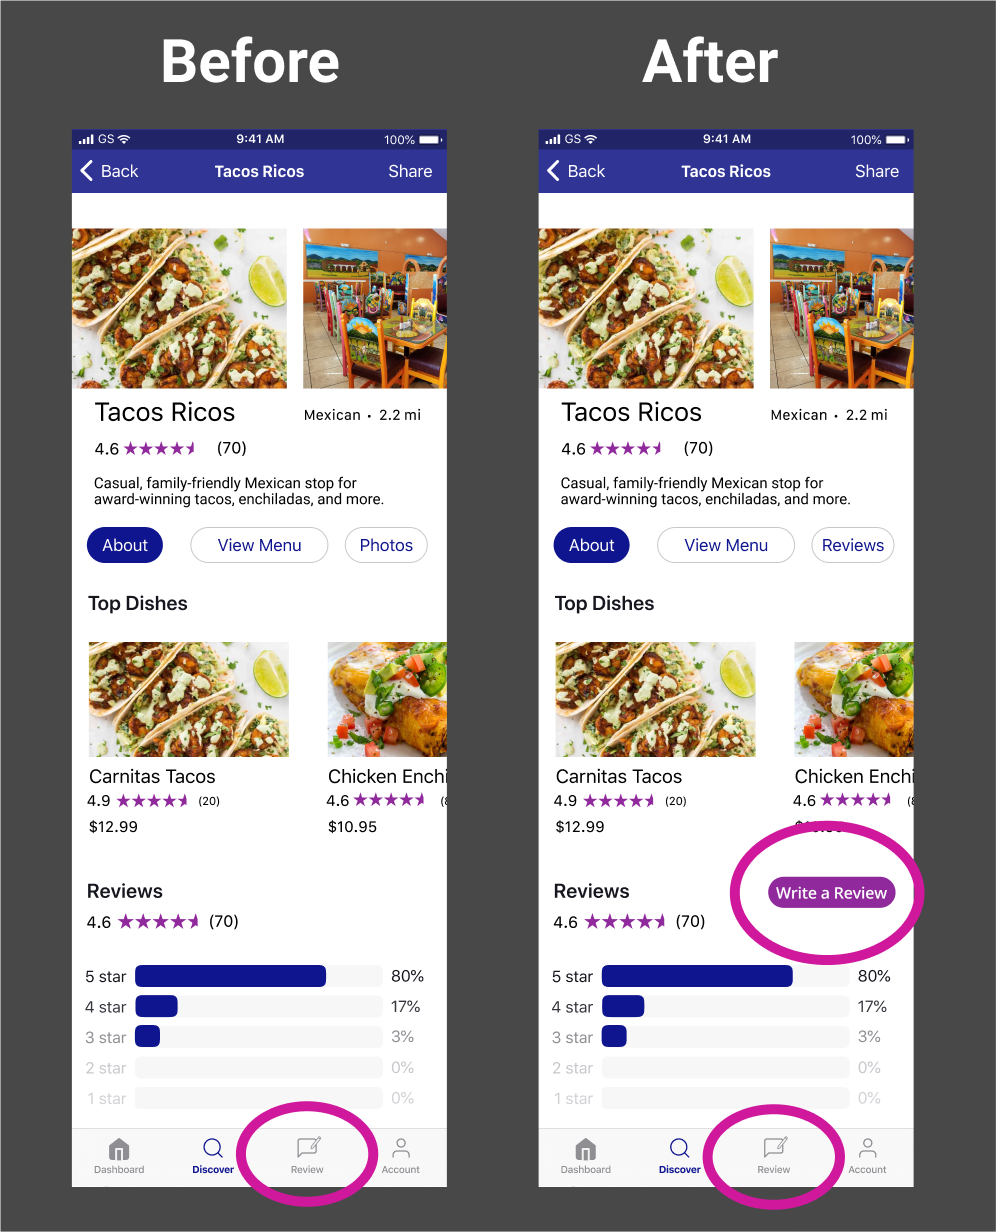 Before
After
GS 9:41 AM 100%
Back Tacos Ricos Share
Tacos Ricos Mexican • 2.2 mi
4.6 (70)
Casual, family-friendly Mexican stop for
award-winning tacos, enchiladas, and more.
About View Menu Photos
Top Dishes
Carnitas Tacos Chicken Enchi
4.9 (20) 4.6
$12.99 $10.95
Reviews
4.6 (70)
5 star 80%
4 star 17%
3 star 3%
2 star 0%
1 star 0%
Dashboard Discover Review Account
GS 9:41 AM 100%
Back Tacos Ricos Share
Tacos Ricos Mexican • 2.2 mi
4.6 (70)
Casual, family-friendly Mexican stop for
award-winning tacos, enchiladas, and more.
About View Menu Reviews
Top Dishes
Carnitas Tacos Chicken Enchi
4.9 (20) 4.6
$12.99
Reviews Write a Review
4.6 (70)
5 star 80%
4 star 17%
3 star 3%
2 star 0%
1 star 0%
Dashboard Discover Review Account